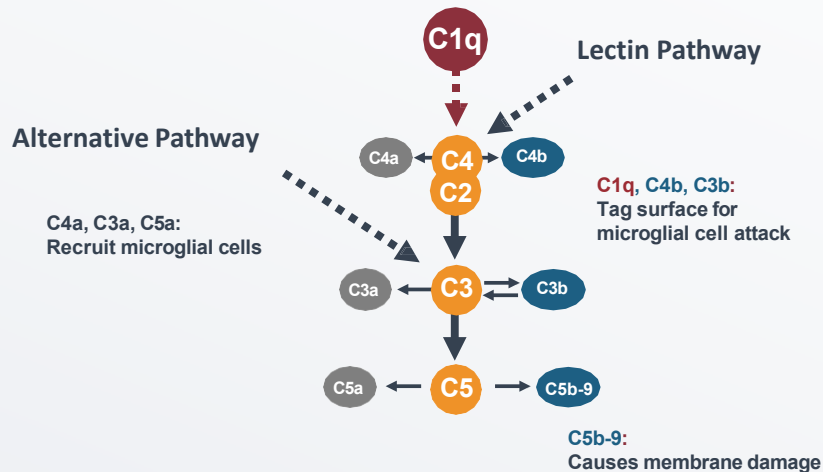 C1q
Lectin Pathway
Alternative Pathway
C4a
C4
C4b
C2
C1q, C4b, C3b:
Tag surface for
microglial cell attack
C4a, C3a, C5a:
Recruit microglial cells
C3a
C3
C3b
C5a
C5
C5b-9
C5b-9:
Causes membrane damage